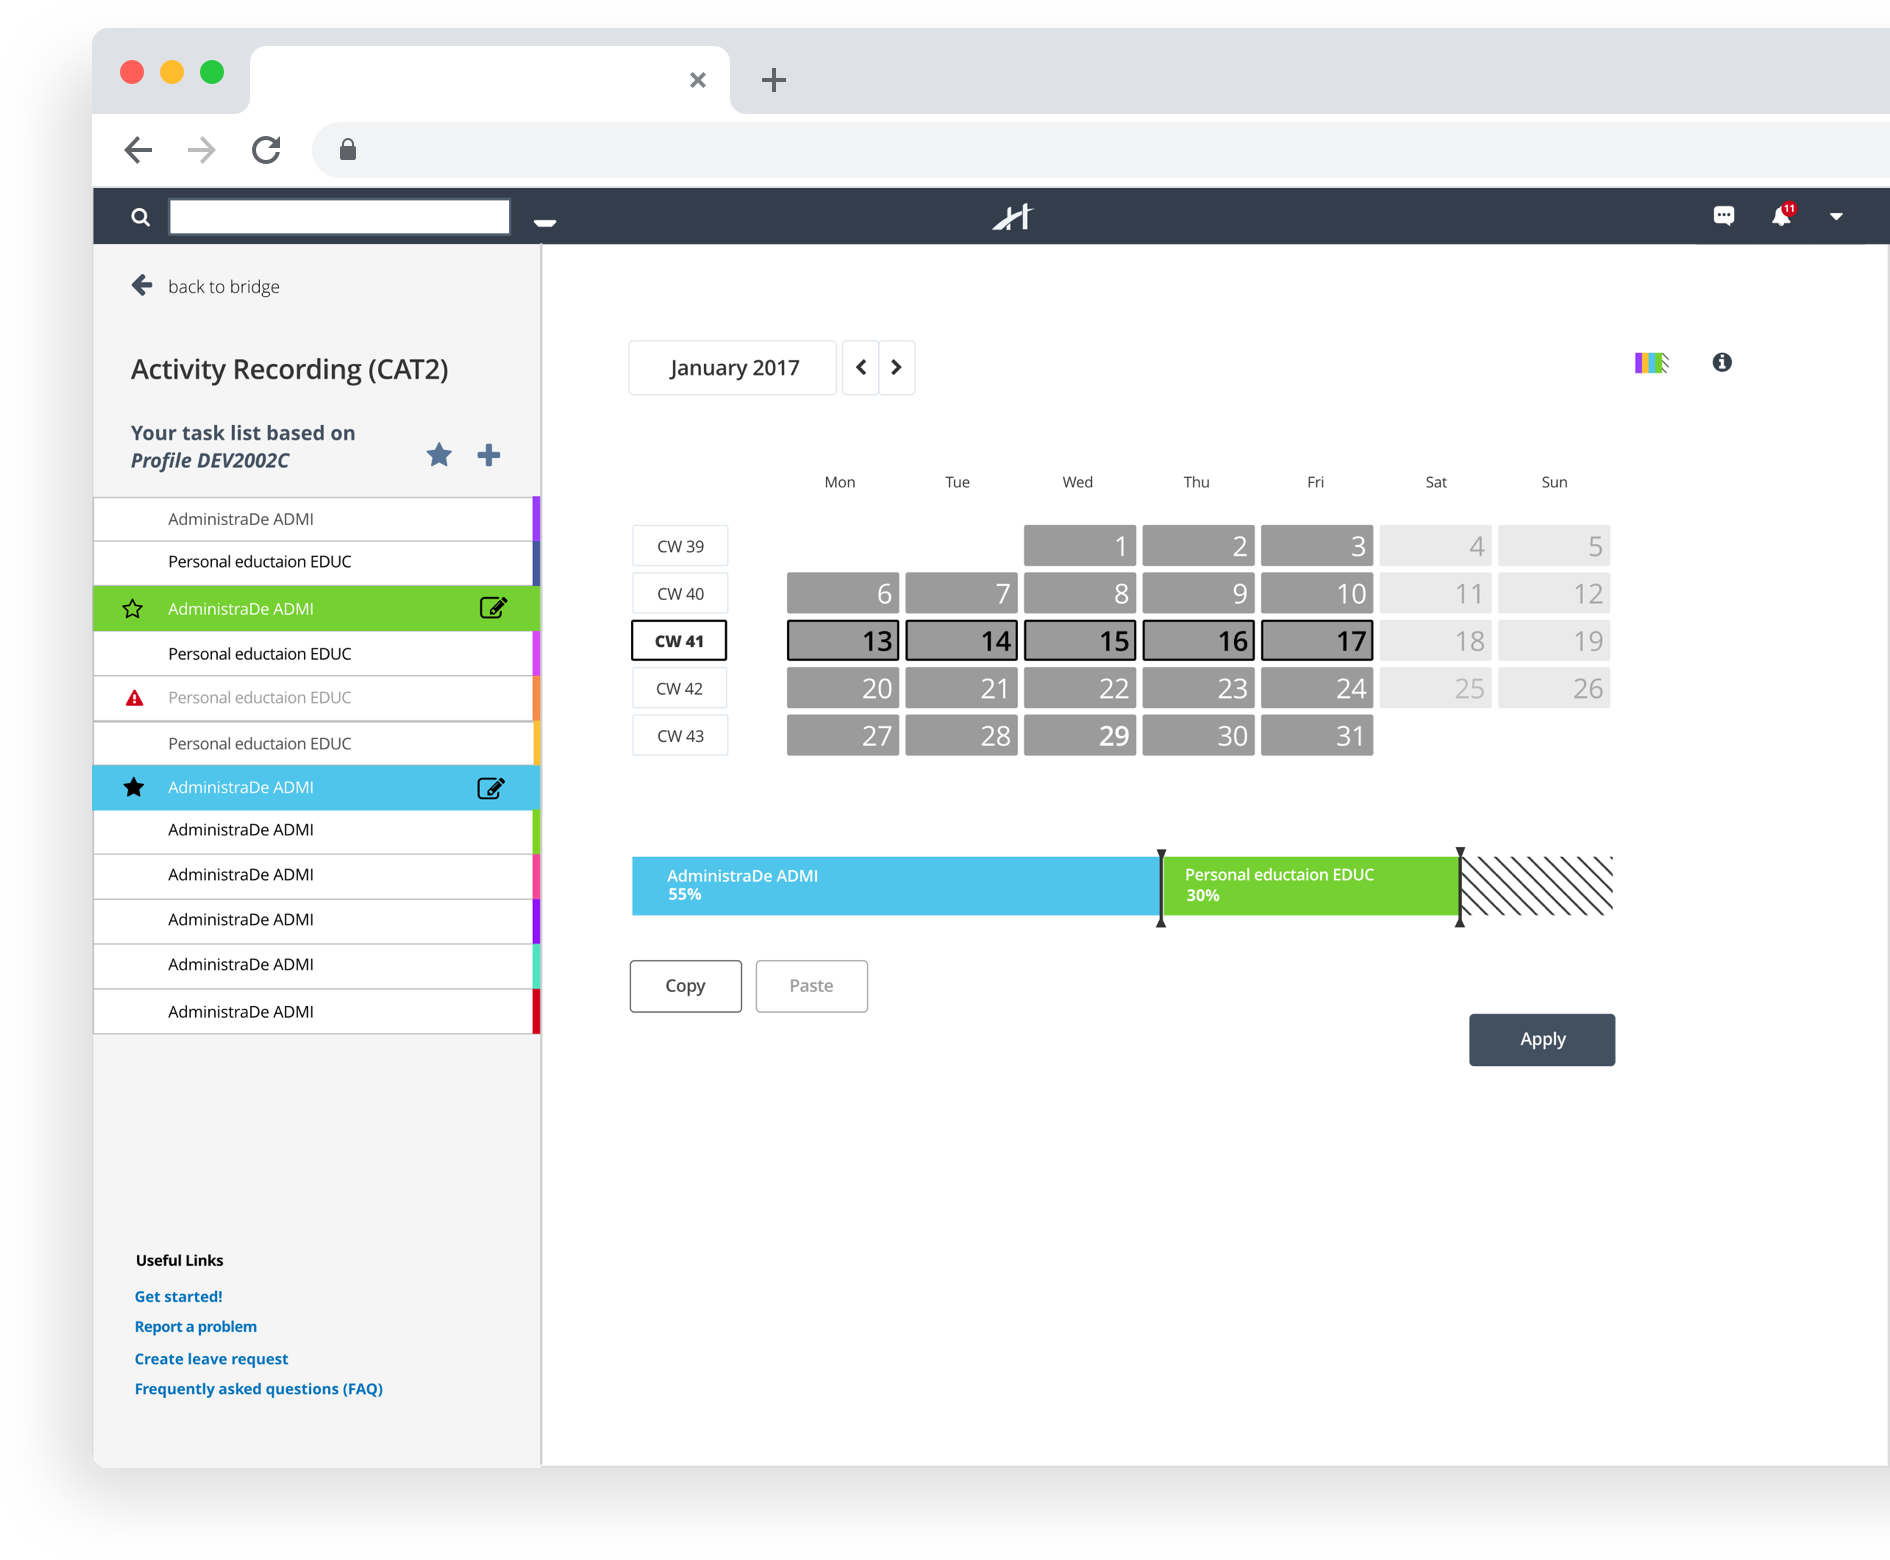 11
back to bridge
Activity Recording (CAT2)
Your task list based on
Profile DEV2002C
AdministraDe ADMI
Personal eductaion EDUC
AdministraDe ADMI
Personal eductaion EDUC
Personal eductaion EDUC
Personal eductaion EDUC
AdministraDe ADMI
AdministraDe ADMI
AdministraDe ADMI
AdministraDe ADMI
AdministraDe ADMI
AdministraDe ADMI
Useful Links
Get started!
Report a problem
Create leave request
Frequently asked questions (FAQ)
January 2017
Mon Tue Wed Thu Fri Sat Sun
CW 39 1 2 3 4 5
CW 40 6 7 8 9 10 11 12
CW 41 13 14 15 16 17 18 19
CW 42 20 21 22 23 24 25 26
CW 43 27 28 29 30 31
AdministraDe ADMI
55%
Personal eductaion EDUC
30%
Copy Paste
Apply